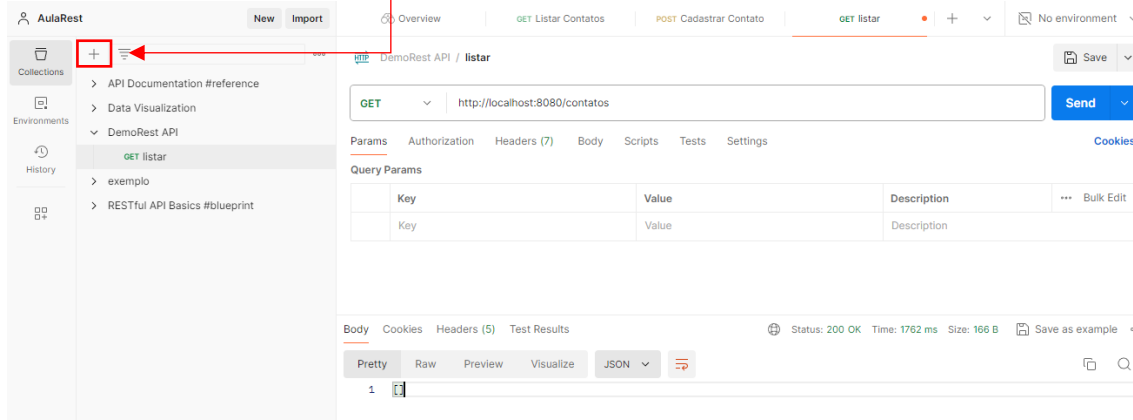 AulaRest New Import Overview GET Listar Contatos POST Cadastrar Contato GET listar No environment
Collections
Environments
History
API Documentation #reference
Data Visualization
DemoRest API
GET listar
exemplo
RESTful API Basics #blueprint
HTTP DemoRest API / listar Save
GET http://localhost:8080/contatos Send
Params Authorization Headers (7) Body Scripts Tests Settings Cookies
Query Params
Key Value Description Bulk Edit
Key Value Description
Body Cookies Headers (5) Test Results Status: 200 OK Time: 1762 ms Size: 166 B Save as example
Pretty Raw Preview Visualize JSON
1 []